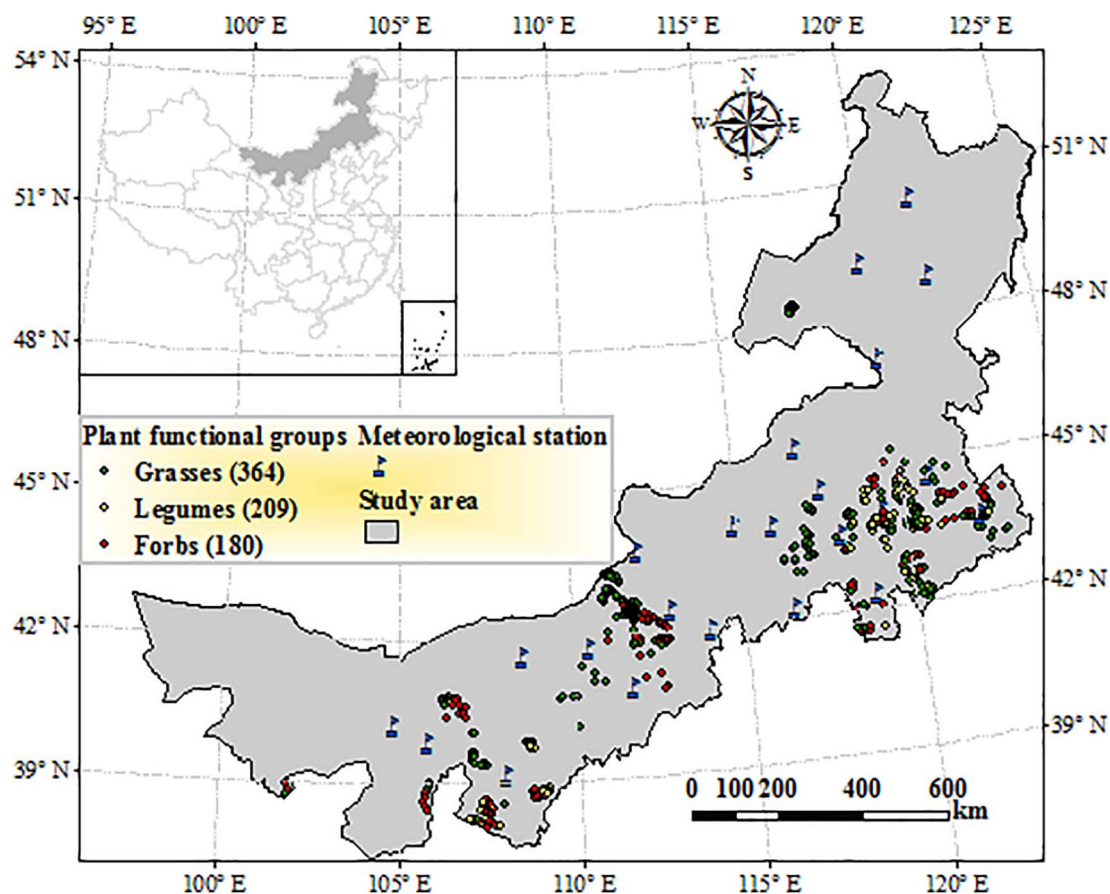 95° E 100° E 105° E 110° E 115° E 120° E 125° E
54° N
51° N
48° N
45° N
42° N
39° N
N
W E
S
51° N
48° N
45° N
42° N
39° N
Plant functional groups Meteorological station
Grasses (364)
Legumes (209)
Study area
Forbs (180)
0 100 200 400 600
km
100° E 105° E 110° E 115° E 120° E